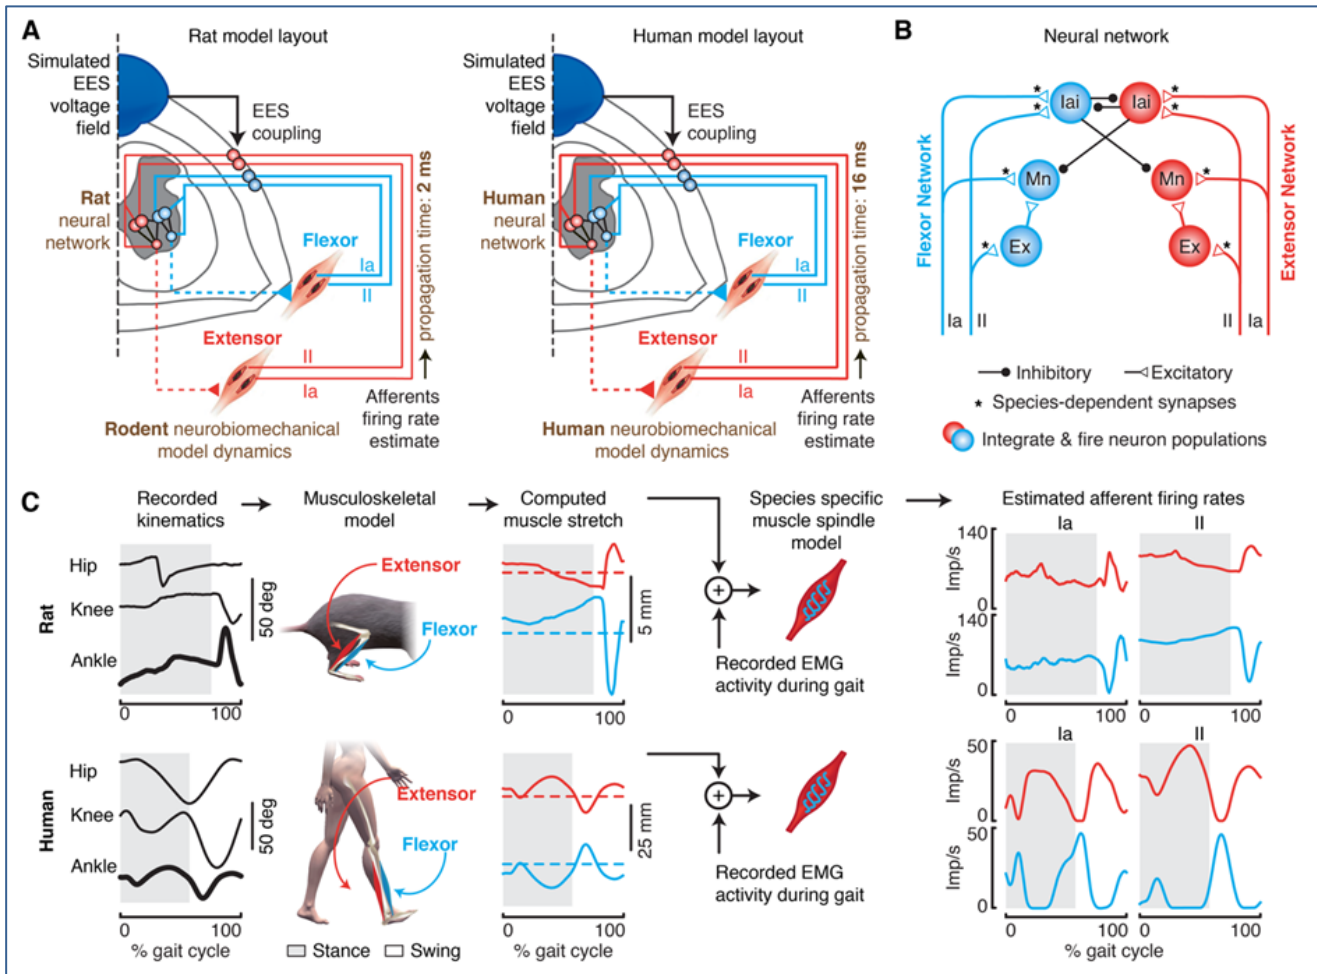 A
Rat model layout
Simulated
EES
voltage
field
EES
coupling
Rat
neural
network
Flexor
Ia
II
Extensor
II
Ia
propagation time: 2 ms
Afferents
firing rate
estimate
Rodent neurobiomechanical
model dynamics
Human model layout
Simulated
EES
voltage
field
EES
coupling
Human
neural
network
Flexor
Ia
II
Extensor
II
Ia
propagation time: 16 ms
Afferents
firing rate
estimate
Human neurobiomechanical
model dynamics
B
Neural network
* Iai Iai *
* *
* Mn Mn *
* Ex Ex *
Flexor Network
Extensor Network
Ia II II Ia
Inhibitory Excitatory
* Species-dependent synapses
Integrate & fire neuron populations
C
Recorded
kinematics
Musculoskeletal
model
Computed
muscle stretch
Species specific
muscle spindle
model
Estimated afferent firing rates
Rat
Hip
Knee
Ankle
50 deg
0 100
Extensor
Flexor
5 mm
0 100
+
Recorded EMG
activity during gait
Ia II
140
Imp/s
0
140
Imp/s
0
0 100 0 100
Human
Hip
Knee
Ankle
50 deg
0 100
% gait cycle
Extensor
Flexor
Stance Swing
25 mm
0 100
% gait cycle
+
Recorded EMG
activity during gait
Ia II
50
Imp/s
0
50
Imp/s
0
0 100 0 100
% gait cycle